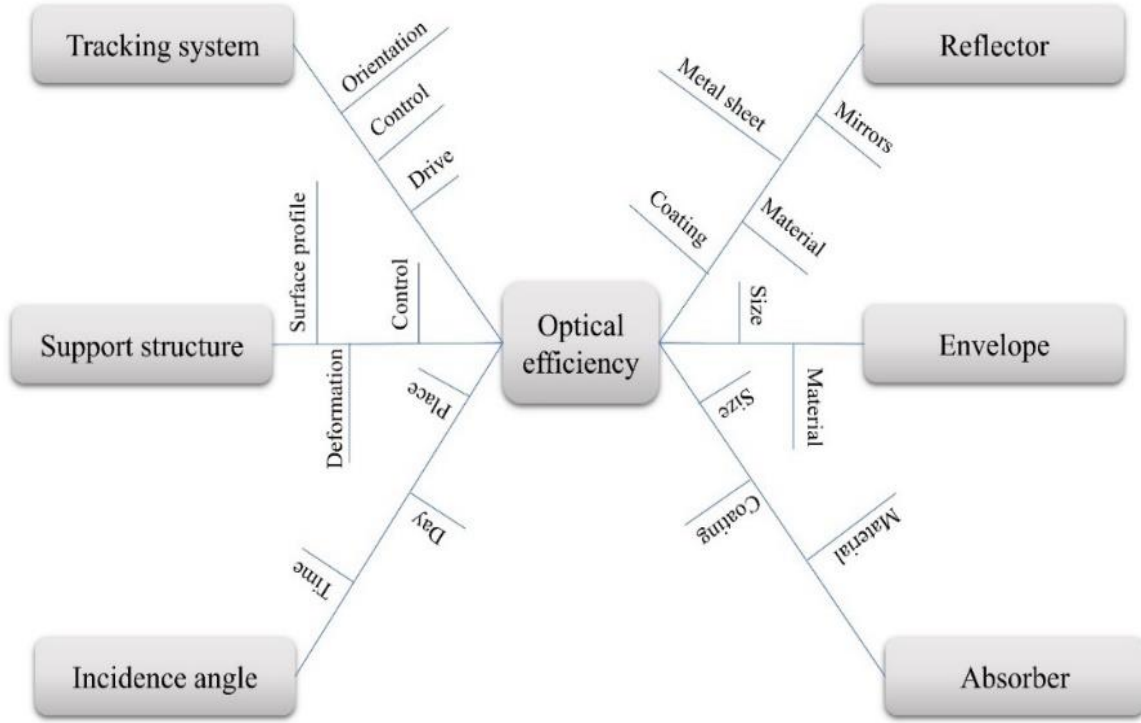 Tracking system
Orientation
Control
Drive
Reflector
Metal sheet
Mirrors
Coating
Material
Support structure
Surface profile
Control
Deformation
Optical
efficiency
Size
Material
Envelope
Incidence angle
Place
Day
Time
Size
Coating
Material
Absorber